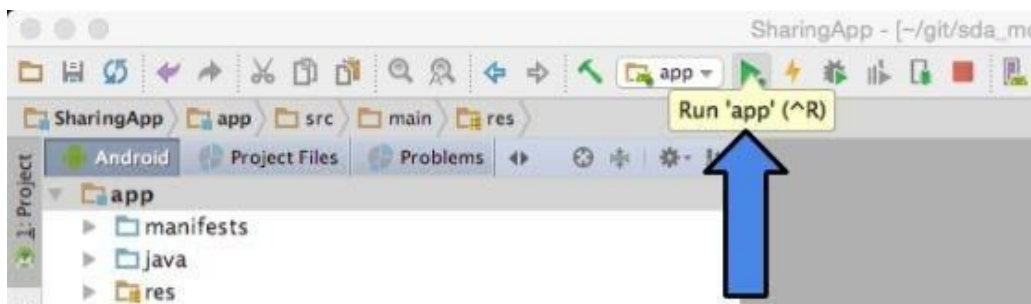 SharingApp - [~/git/sda_mo
app
Run 'app' (^R)
SharingApp app src main res
Android Project Files Problems
1: Project
app
manifests
java
res